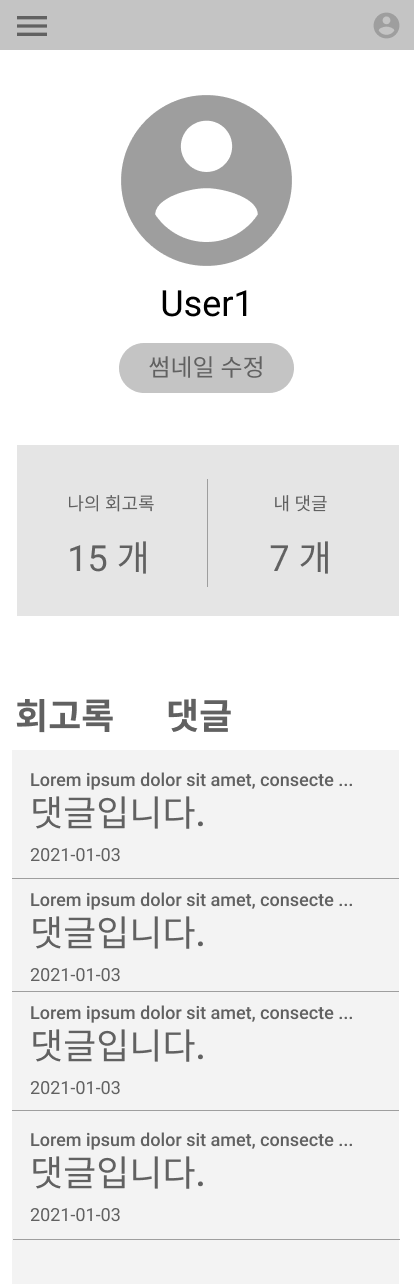 User1
썸네일 수정
나의 회고록
내 댓글
15 개
7 개
회고록 댓글
Lorem ipsum dolor sit amet, consecte ...
댓글입니다.
2021-01-03
Lorem ipsum dolor sit amet, consecte ...
댓글입니다.
2021-01-03
Lorem ipsum dolor sit amet, consecte ...
댓글입니다.
2021-01-03
Lorem ipsum dolor sit amet, consecte ...
댓글입니다.
2021-01-03